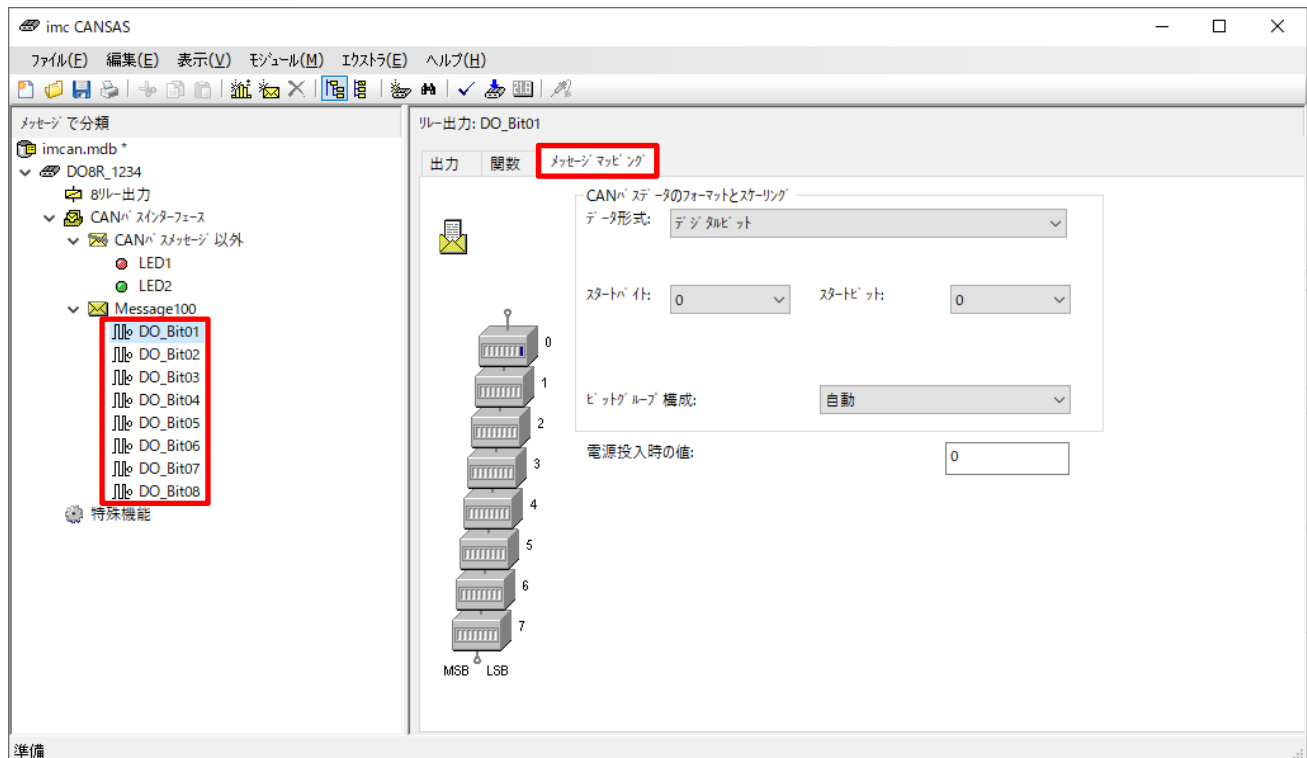 imc CANSAS
ﾌｧｲﾙ(F) 編集(E) 表示(V) ﾓｼﾞｭｰﾙ(M) ｴｸｽﾄﾗ(E) ﾍﾙﾌﾟ(H)
ﾒｯｾｰｼﾞで分類
imcan.mdb *
DO8R_1234
8ﾘﾚｰ出力
CANﾊﾞｽｲﾝﾀｰﾌｪｰｽ
CANﾊﾞｽﾒｯｾｰｼﾞ以外
LED1
LED2
Message100
DO_Bit01
DO_Bit02
DO_Bit03
DO_Bit04
DO_Bit05
DO_Bit06
DO_Bit07
DO_Bit08
特殊機能
ﾘﾚｰ出力: DO_Bit01
出力 関数 ﾒｯｾｰｼﾞﾏｯﾋﾟﾝｸﾞ
CANﾊﾞｽﾃﾞｰﾀのﾌｫｰﾏｯﾄとｽｹｰﾘﾝｸﾞ
ﾃﾞｰﾀ形式: ﾃﾞｼﾞﾀﾙﾋﾞｯﾄ
ｽﾀｰﾄﾊﾞｲﾄ: 0 ｽﾀｰﾄﾋﾞｯﾄ: 0
ﾋﾞｯﾄｸﾞﾙｰﾌﾟ構成: 自動
電源投入時の値: 0
0
1
2
3
4
5
6
7
MSB LSB
準備